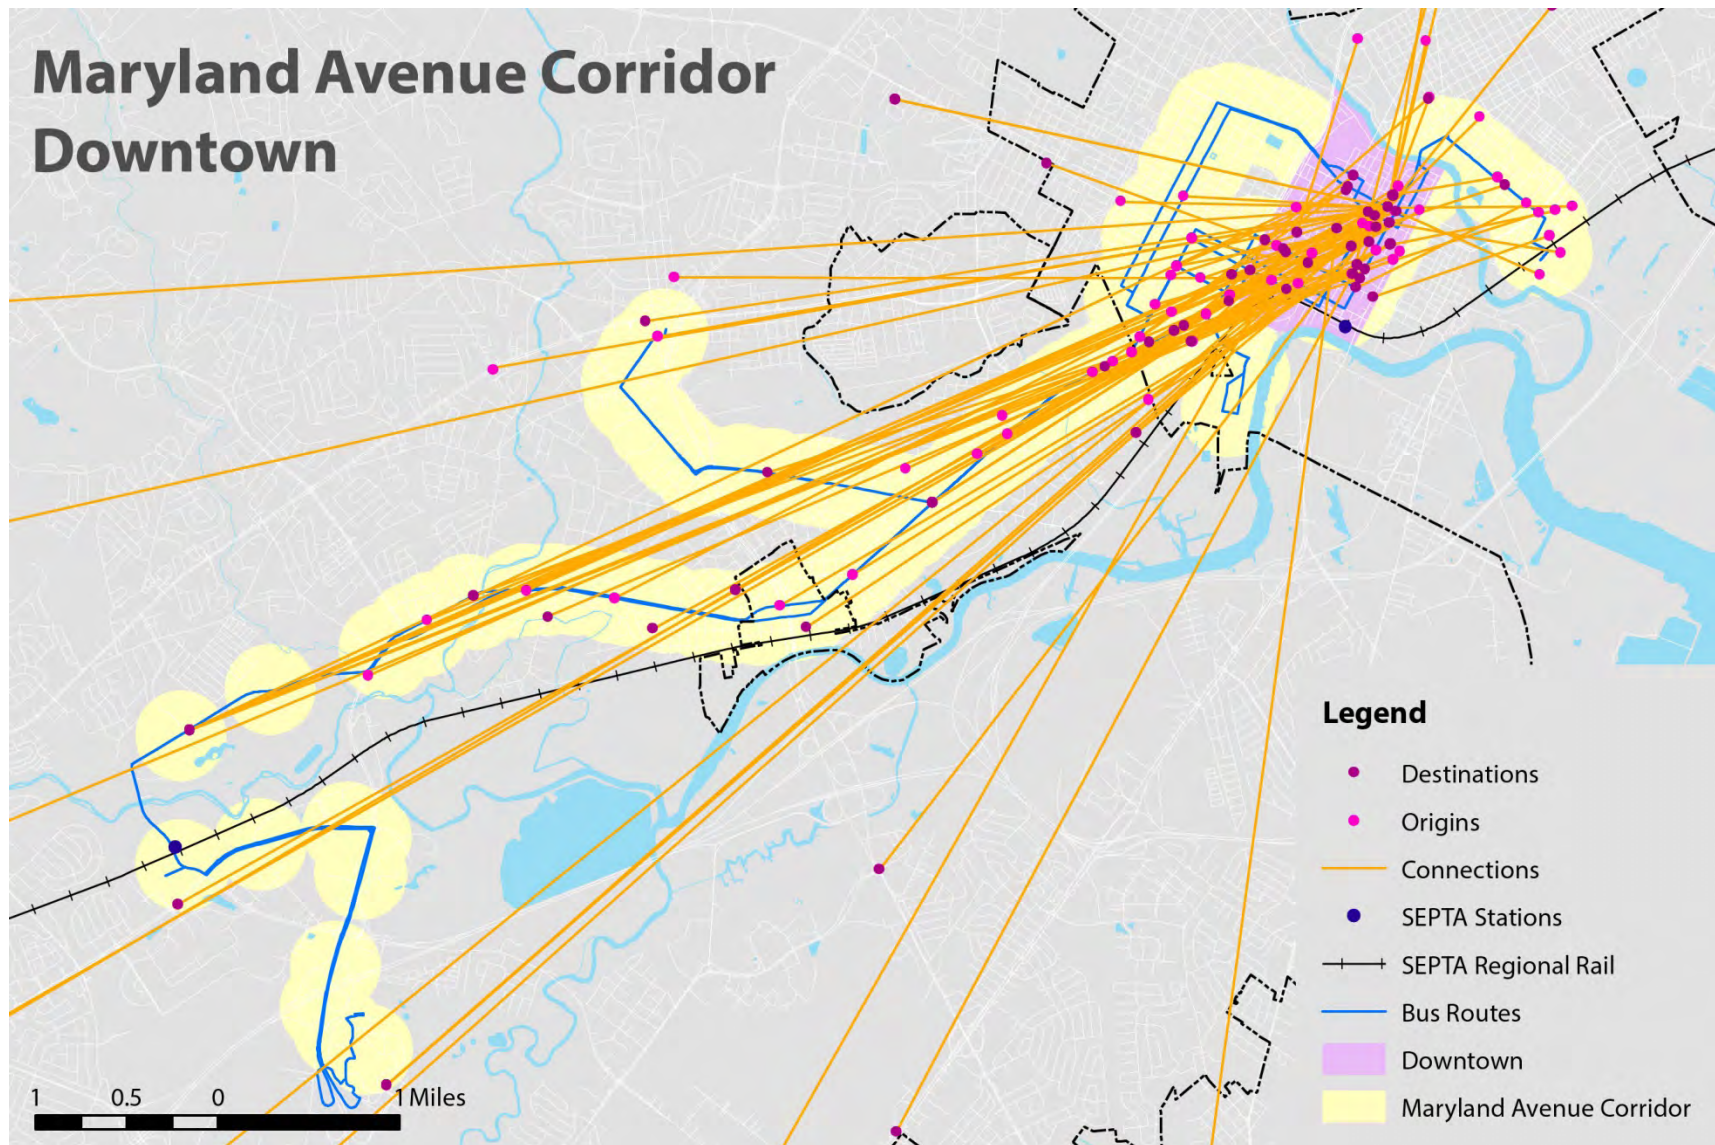 Maryland Avenue Corridor
Downtown
Legend
Destinations
Origins
Connections
SEPTA Stations
SEPTA Regional Rail
Bus Routes
Downtown
Maryland Avenue Corridor
1 0.5 0 1 Miles